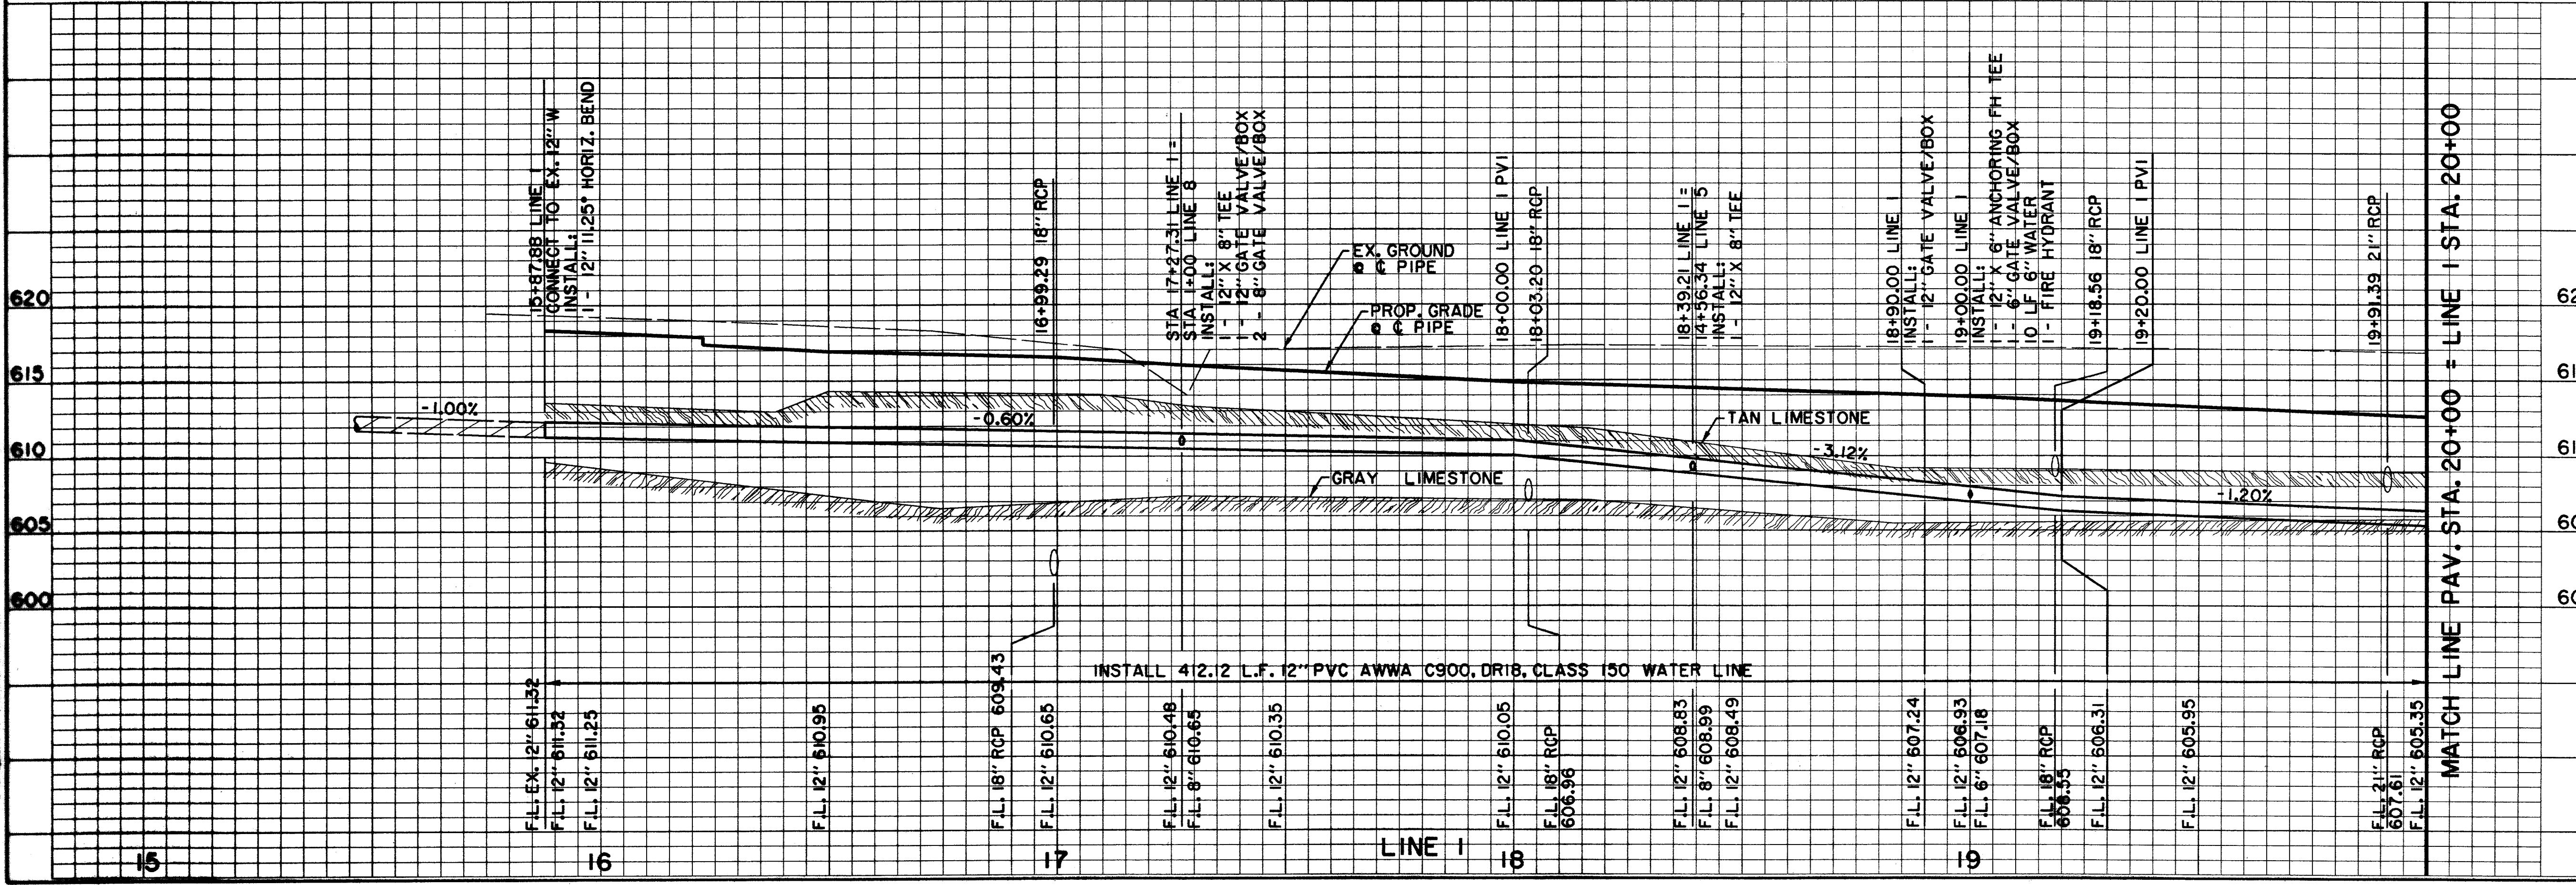 15+87.88 LINE 1
CONNECT TO EX. 12" W
INSTALL:
1 - 12" 11.25° HORIZ. BEND
16+99.29 18" RCP
STA 17+27.31 LINE 1 =
STA 1+00 LINE 8
INSTALL:
1 - 12" X 8" TEE
1 - 12" GATE VALVE/BOX
2 - 8" GATE VALVE/BOX
EX. GROUND
@ ℄ PIPE
PROP. GRADE
@ ℄ PIPE
18+00.00 LINE 1 PVI
18+03.20 18" RCP
18+39.21 LINE 1 =
14+56.34 LINE 5
INSTALL:
1 - 12" X 8" TEE
18+90.00 LINE 1
INSTALL:
1 - 12" GATE VALVE/BOX
19+00.00 LINE 1
INSTALL:
1 - 12" X 6" ANCHORING FH TEE
1 - 6" GATE VALVE/BOX
10 LF 6" WATER
1 - FIRE HYDRANT
19+18.56 18" RCP
19+20.00 LINE 1 PVI
19+91.39 21" RCP
MATCH LINE PAV. STA. 20+00 = LINE 1 STA. 20+00
620
615
610
605
600
62
61
61
60
60
-1.00%
-0.60%
TAN LIMESTONE
-3.12%
GRAY LIMESTONE
-1.20%
INSTALL 412.12 L.F. 12" PVC AWWA C900, DR18, CLASS 150 WATER LINE
F.L. EX. 12" 611.32
F.L. 12" 611.32
F.L. 12" 611.25
F.L. 12" 610.95
F.L. 18" RCP 609.43
F.L. 12" 610.65
F.L. 12" 610.48
F.L. 8" 610.65
F.L. 12" 610.35
F.L. 12" 610.05
F.L. 18" RCP
606.96
F.L. 12" 608.83
F.L. 8" 608.99
F.L. 12" 608.49
F.L. 12" 607.24
F.L. 12" 606.93
F.L. 6" 607.18
F.L. 18" RCP
608.55
F.L. 12" 606.31
F.L. 12" 605.95
F.L. 21" RCP
607.61
F.L. 12" 605.35
LINE 1
15
16
17
18
19